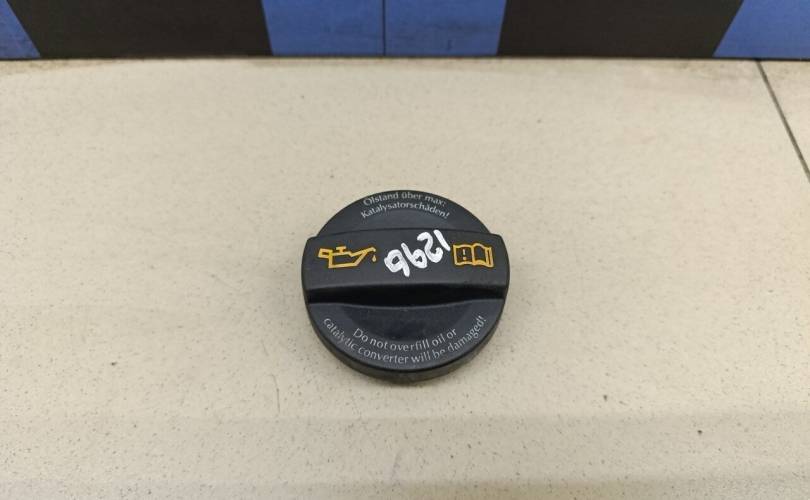 Ölstand über max:
Katalysatorschäden!
1296
Do not overfill oil or
catalytic converter will be damaged!